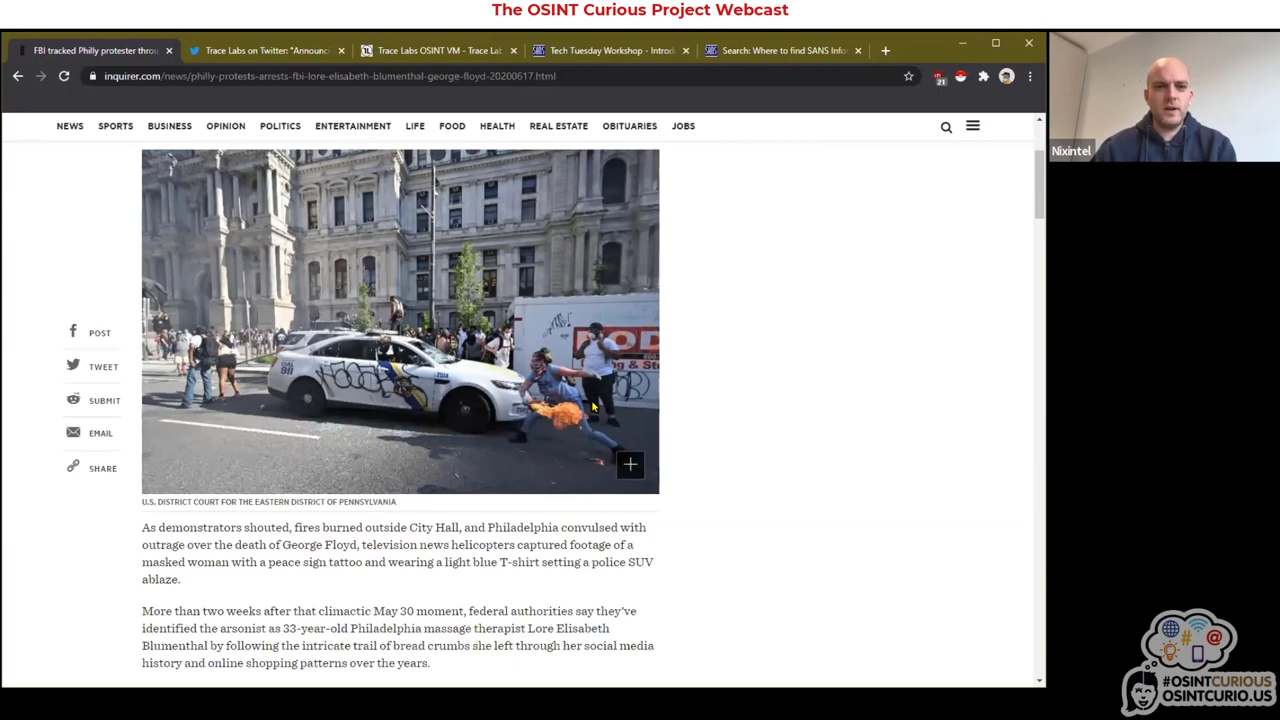 The OSINT Curious Project Webcast
FBI tracked Philly protester throu
Trace Labs on Twitter: "Announci
Trace Labs OSINT VM - Trace Lab
Tech Tuesday Workshop - Introd
Search: Where to find SANS Info
inquirer.com/news/philly-protests-arrests-fbi-lore-elisabeth-blumenthal-george-floyd-20200617.html
21
NEWS SPORTS BUSINESS OPINION POLITICS ENTERTAINMENT LIFE FOOD HEALTH REAL ESTATE OBITUARIES JOBS
Nixintel
POST
TWEET
SUBMIT
EMAIL
SHARE
U.S. DISTRICT COURT FOR THE EASTERN DISTRICT OF PENNSYLVANIA
As demonstrators shouted, fires burned outside City Hall, and Philadelphia convulsed with
outrage over the death of George Floyd, television news helicopters captured footage of a
masked woman with a peace sign tattoo and wearing a light blue T-shirt setting a police SUV
ablaze.
More than two weeks after that climactic May 30 moment, federal authorities say they've
identified the arsonist as 33-year-old Philadelphia massage therapist Lore Elisabeth
Blumenthal by following the intricate trail of bread crumbs she left through her social media
history and online shopping patterns over the years.
#OSINTCURIOUS
OSINTCURIO.US